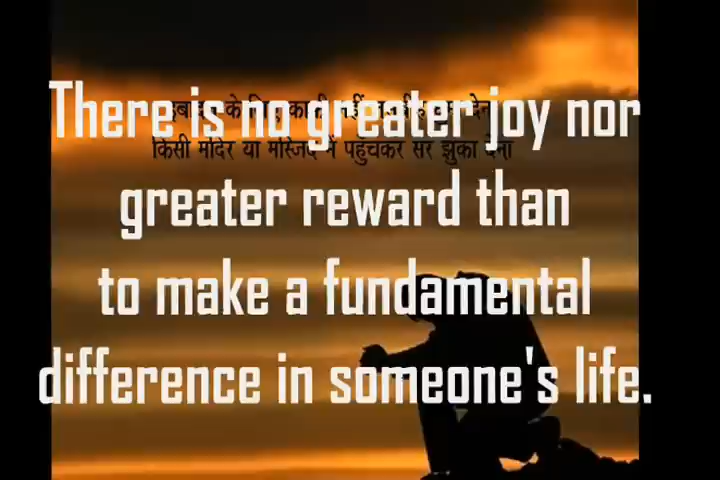 There is no greater joy nor
के लिए
किसी मंदिर या मस्जिद में पहुंचकर सर झुका देना
greater reward than
to make a fundamental
difference in someone's life.